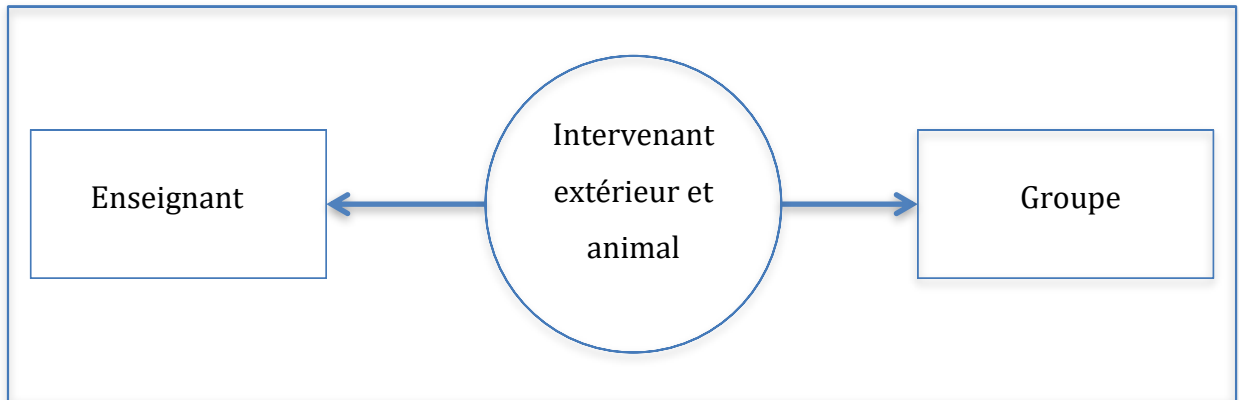 Enseignant
Intervenant
extérieur et
animal
Groupe